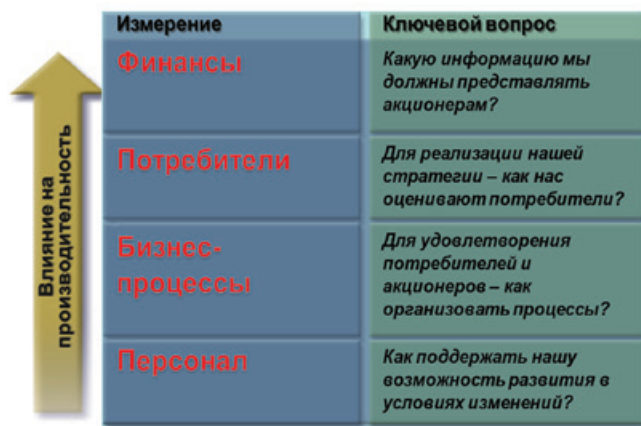 Измерение
Ключевой вопрос
Финансы
Какую информацию мы
должны представлять
акционерам?
Потребители
Для реализации нашей
стратегии – как нас
оценивают потребители?
Бизнес-
процессы
Для удовлетворения
потребителей и
акционеров – как
организовать процессы?
Персонал
Как поддержать нашу
возможность развития в
условиях изменений?
Влияние на
производительность